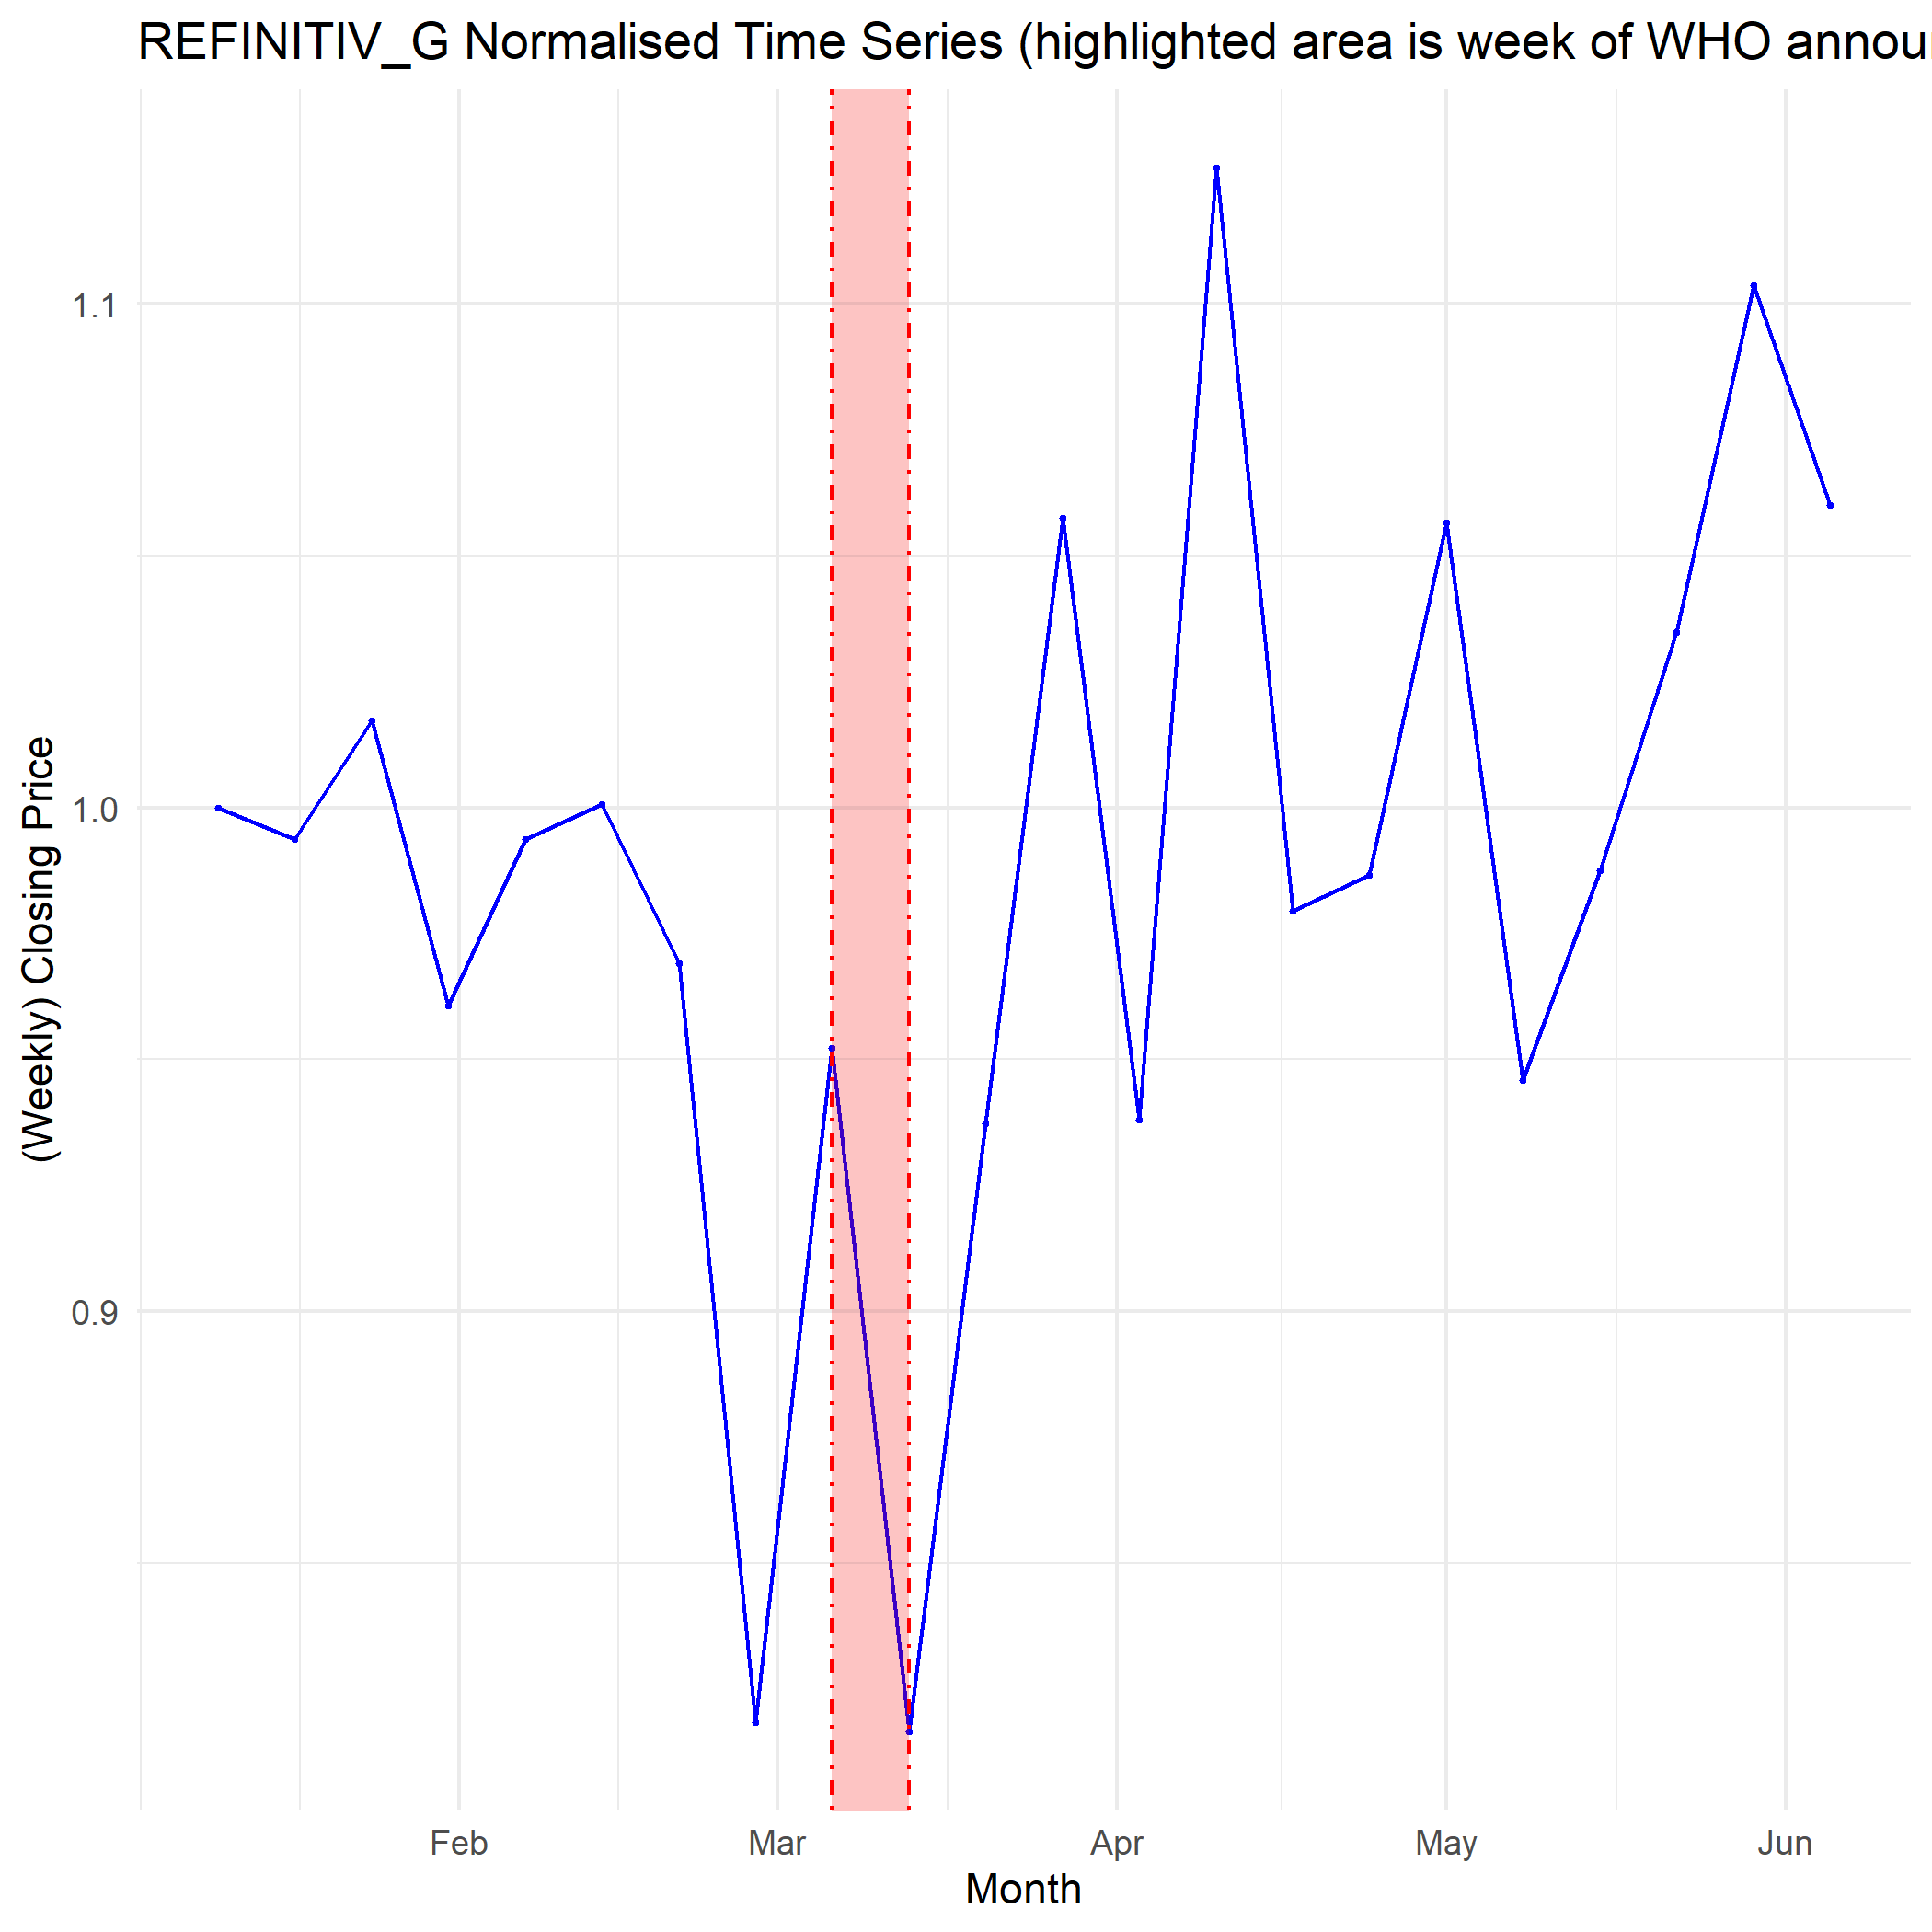 REFINITIV_G Normalised Time Series (highlighted area is week of WHO
1.1
1.0
0.9
(Weekly) Closing Price
Feb Mar Apr May Jun
Month